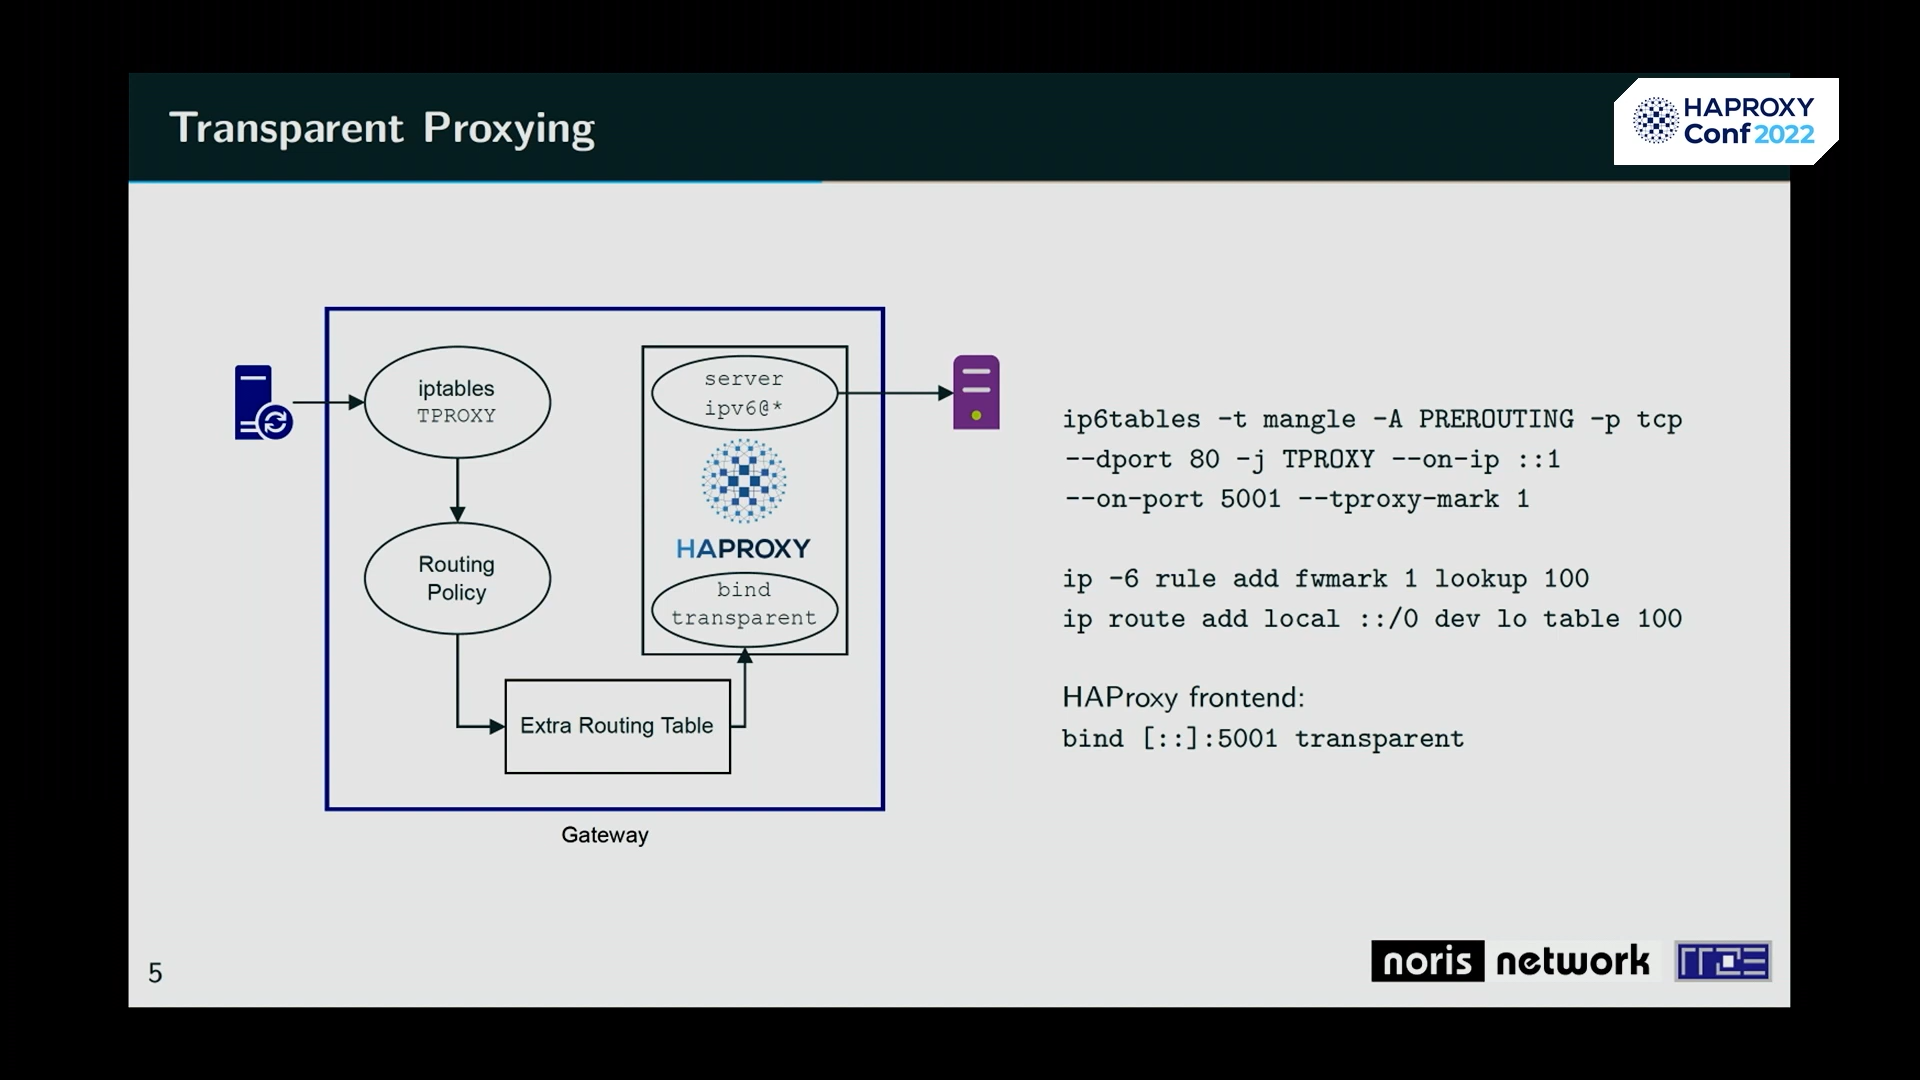 Transparent Proxying
HAPROXY
Conf 2022
iptables
TPROXY
Routing
Policy
Extra Routing Table
server
ipv6@*
HAPROXY
bind
transparent
Gateway
ip6tables -t mangle -A PREROUTING -p tcp
--dport 80 -j TPROXY --on-ip ::1
--on-port 5001 --tproxy-mark 1
ip -6 rule add fwmark 1 lookup 100
ip route add local ::/0 dev lo table 100
HAProxy frontend:
bind [::]:5001 transparent
5
noris network